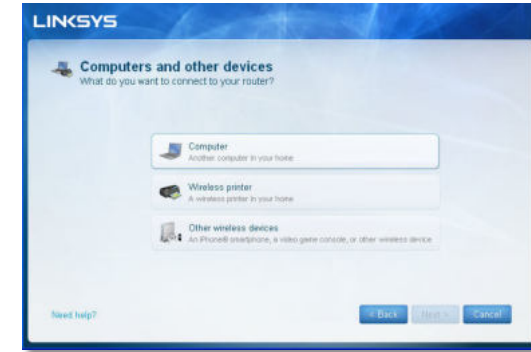 LINKSYS
Computers and other devices
What do you want to connect to your router?
Computer
Another computer in your home
Wireless printer
A wireless printer in your home
Other wireless devices
An iPhone® smartphone, a video game console, or other wireless device
Need help?
< Back Next > Cancel